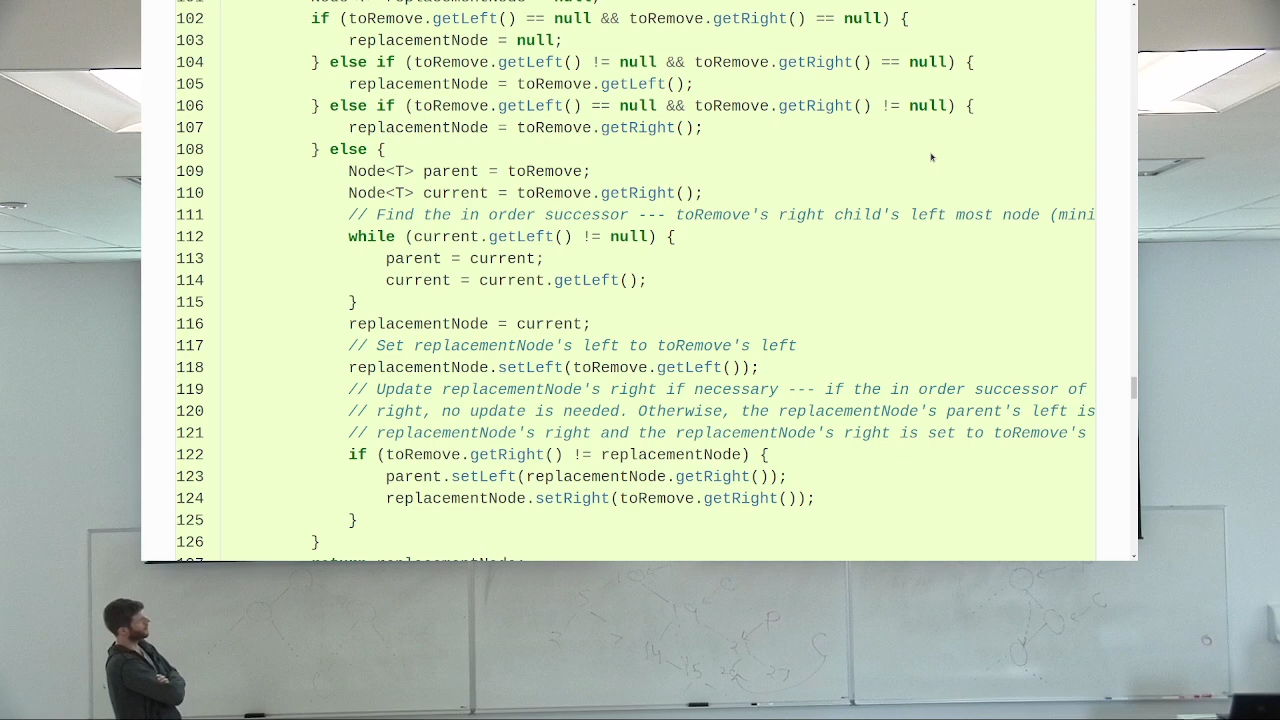 102 if (toRemove.getLeft() == null && toRemove.getRight() == null) {
103 replacementNode = null;
104 } else if (toRemove.getLeft() != null && toRemove.getRight() == null) {
105 replacementNode = toRemove.getLeft();
106 } else if (toRemove.getLeft() == null && toRemove.getRight() != null) {
107 replacementNode = toRemove.getRight();
108 } else {
109 Node<T> parent = toRemove;
110 Node<T> current = toRemove.getRight();
111 // Find the in order successor --- toRemove's right child's left most node (mini
112 while (current.getLeft() != null) {
113 parent = current;
114 current = current.getLeft();
115 }
116 replacementNode = current;
117 // Set replacementNode's left to toRemove's left
118 replacementNode.setLeft(toRemove.getLeft());
119 // Update replacementNode's right if necessary --- if the in order successor of
120 // right, no update is needed. Otherwise, the replacementNode's parent's left is
121 // replacementNode's right and the replacementNode's right is set to toRemove's
122 if (toRemove.getRight() != replacementNode) {
123 parent.setLeft(replacementNode.getRight());
124 replacementNode.setRight(toRemove.getRight());
125 }
126 }